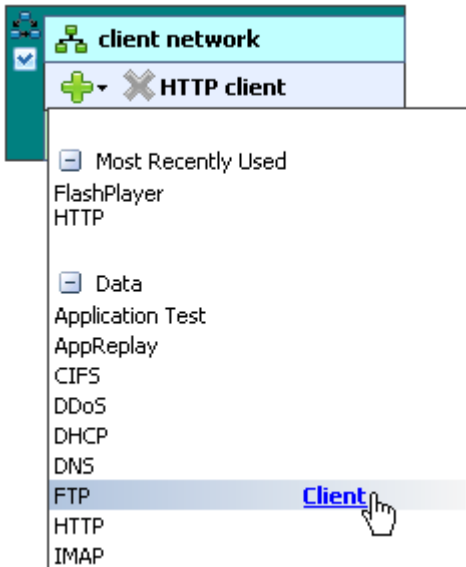 client network
HTTP client
Most Recently Used
FlashPlayer
HTTP
Data
Application Test
AppReplay
CIFS
DDoS
DHCP
DNS
FTP Client
HTTP
IMAP